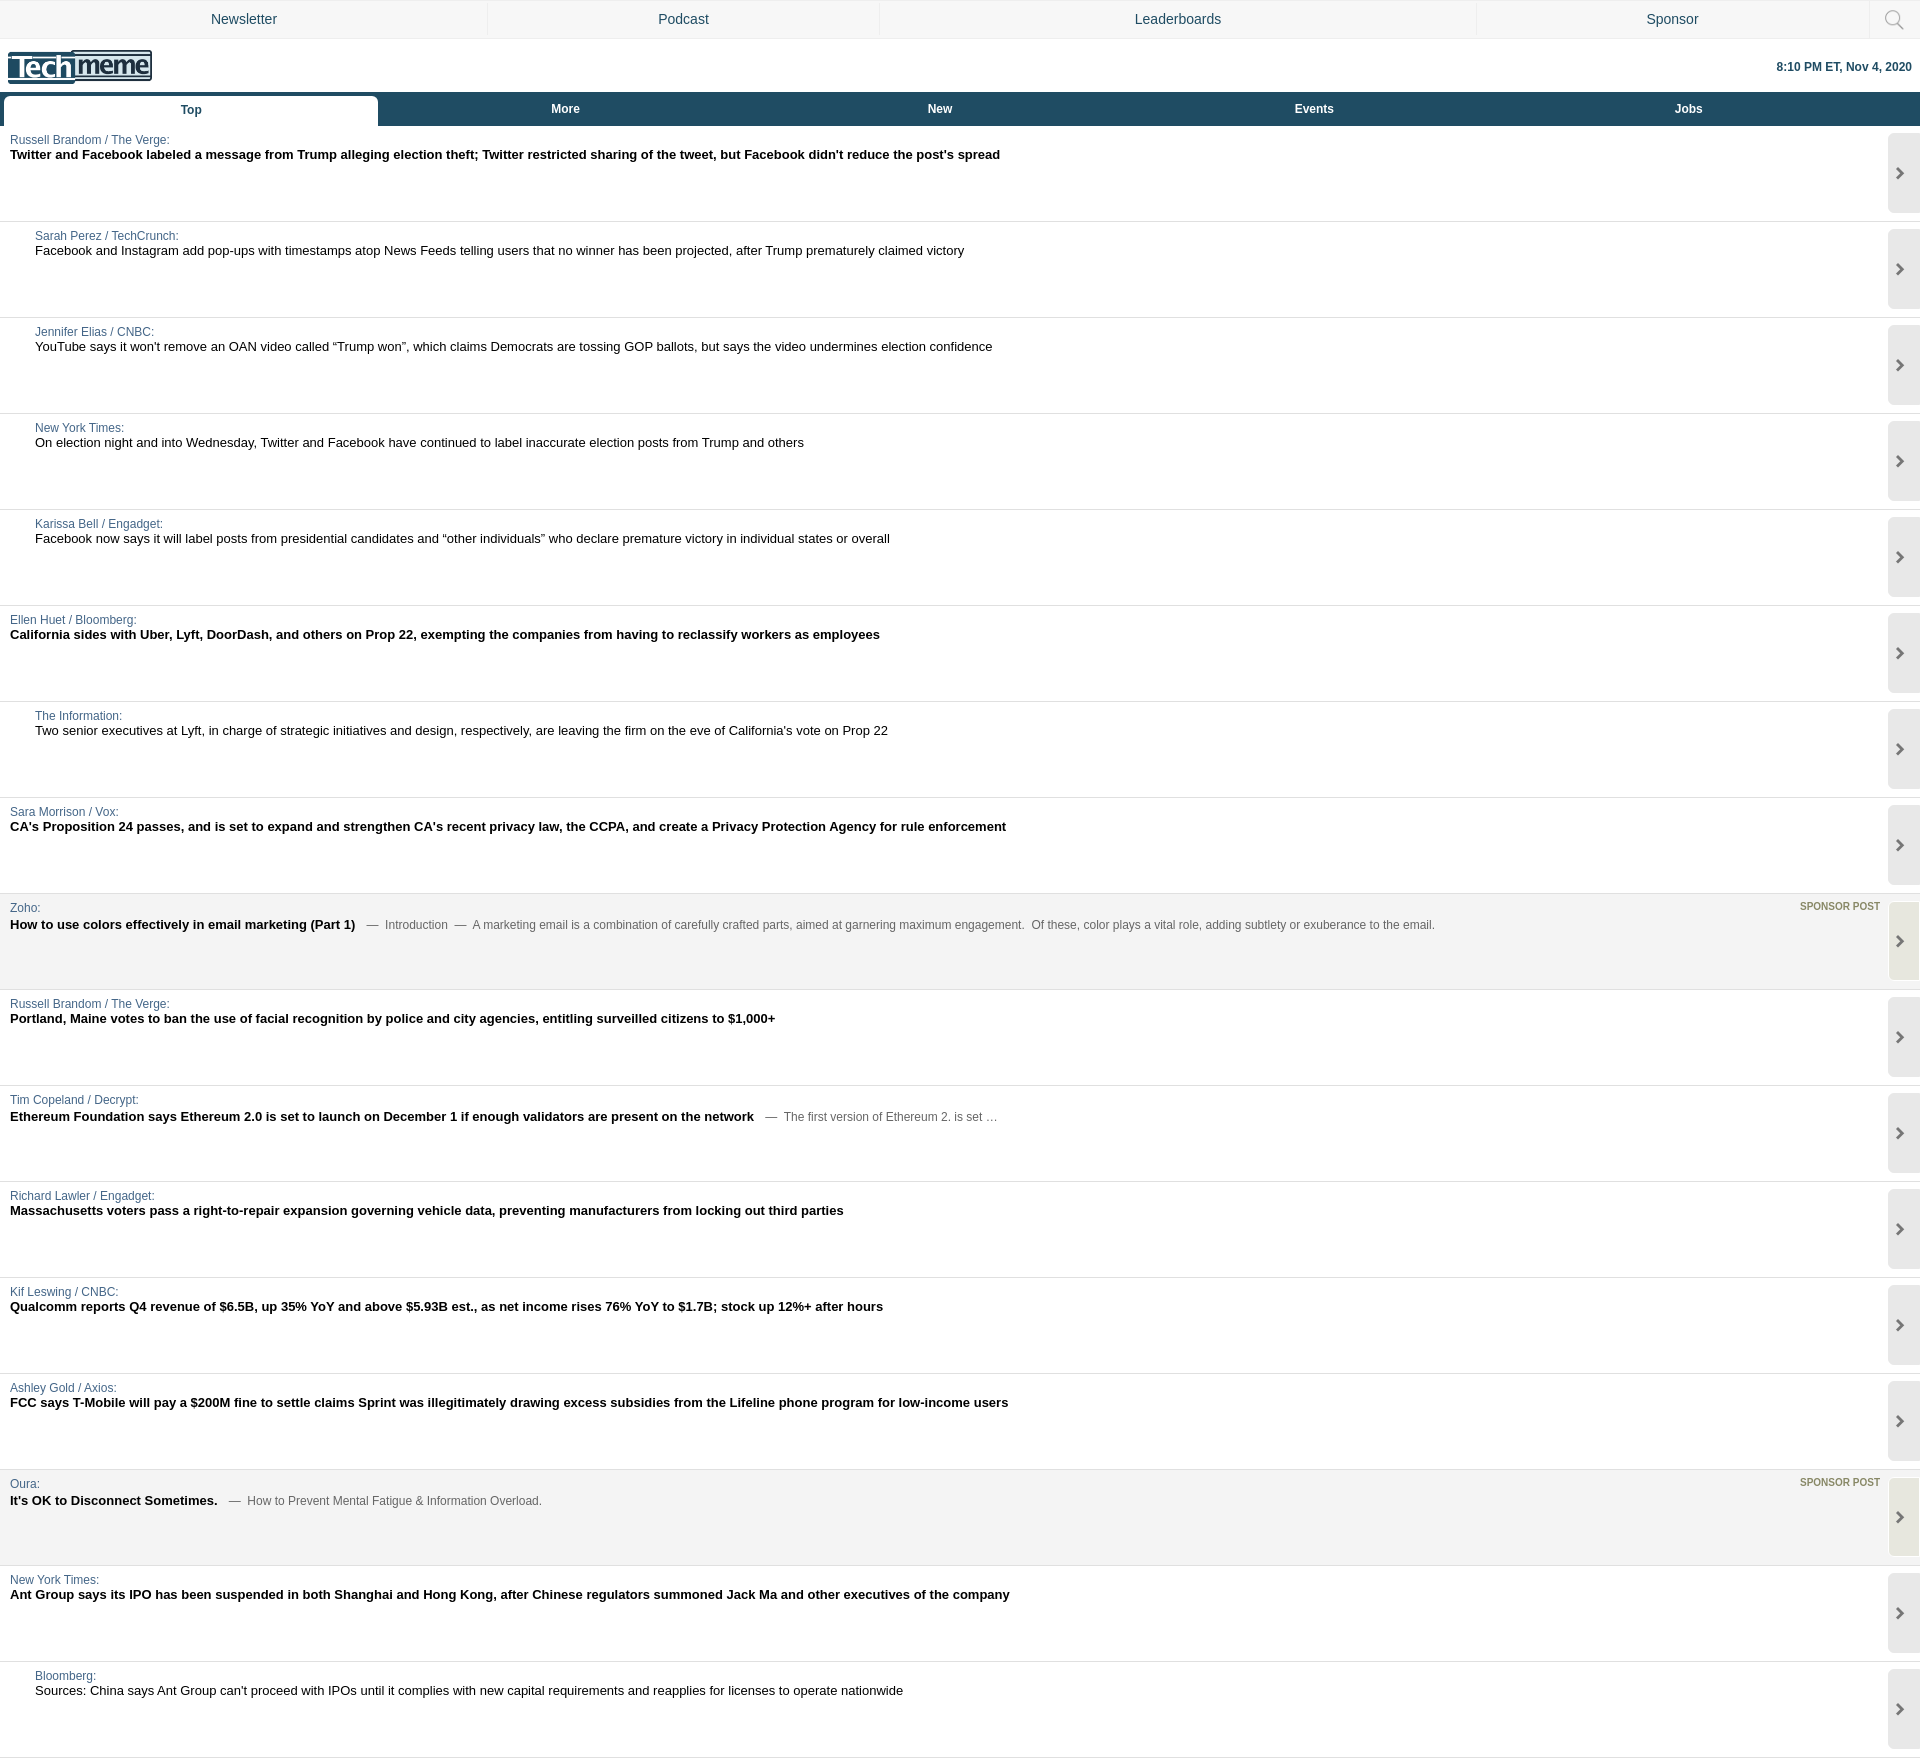 Newsletter
Podcast
Leaderboards
Sponsor
Techmeme
8:10 PM ET, Nov 4, 2020
Top
More
New
Events
Jobs
Russell Brandom / The Verge:
Twitter and Facebook labeled a message from Trump alleging election theft; Twitter restricted sharing of the tweet, but Facebook didn't reduce the post's spread
Sarah Perez / TechCrunch:
Facebook and Instagram add pop-ups with timestamps atop News Feeds telling users that no winner has been projected, after Trump prematurely claimed victory
Jennifer Elias / CNBC:
YouTube says it won't remove an OAN video called “Trump won”, which claims Democrats are tossing GOP ballots, but says the video undermines election confidence
New York Times:
On election night and into Wednesday, Twitter and Facebook have continued to label inaccurate election posts from Trump and others
Karissa Bell / Engadget:
Facebook now says it will label posts from presidential candidates and “other individuals” who declare premature victory in individual states or overall
Ellen Huet / Bloomberg:
California sides with Uber, Lyft, DoorDash, and others on Prop 22, exempting the companies from having to reclassify workers as employees
The Information:
Two senior executives at Lyft, in charge of strategic initiatives and design, respectively, are leaving the firm on the eve of California's vote on Prop 22
Sara Morrison / Vox:
CA's Proposition 24 passes, and is set to expand and strengthen CA's recent privacy law, the CCPA, and create a Privacy Protection Agency for rule enforcement
Zoho:
SPONSOR POST
How to use colors effectively in email marketing (Part 1) — Introduction — A marketing email is a combination of carefully crafted parts, aimed at garnering maximum engagement. Of these, color plays a vital role, adding subtlety or exuberance to the email.
Russell Brandom / The Verge:
Portland, Maine votes to ban the use of facial recognition by police and city agencies, entitling surveilled citizens to $1,000+
Tim Copeland / Decrypt:
Ethereum Foundation says Ethereum 2.0 is set to launch on December 1 if enough validators are present on the network — The first version of Ethereum 2. is set …
Richard Lawler / Engadget:
Massachusetts voters pass a right-to-repair expansion governing vehicle data, preventing manufacturers from locking out third parties
Kif Leswing / CNBC:
Qualcomm reports Q4 revenue of $6.5B, up 35% YoY and above $5.93B est., as net income rises 76% YoY to $1.7B; stock up 12%+ after hours
Ashley Gold / Axios:
FCC says T-Mobile will pay a $200M fine to settle claims Sprint was illegitimately drawing excess subsidies from the Lifeline phone program for low-income users
Oura:
SPONSOR POST
It's OK to Disconnect Sometimes. — How to Prevent Mental Fatigue & Information Overload.
New York Times:
Ant Group says its IPO has been suspended in both Shanghai and Hong Kong, after Chinese regulators summoned Jack Ma and other executives of the company
Bloomberg:
Sources: China says Ant Group can't proceed with IPOs until it complies with new capital requirements and reapplies for licenses to operate nationwide